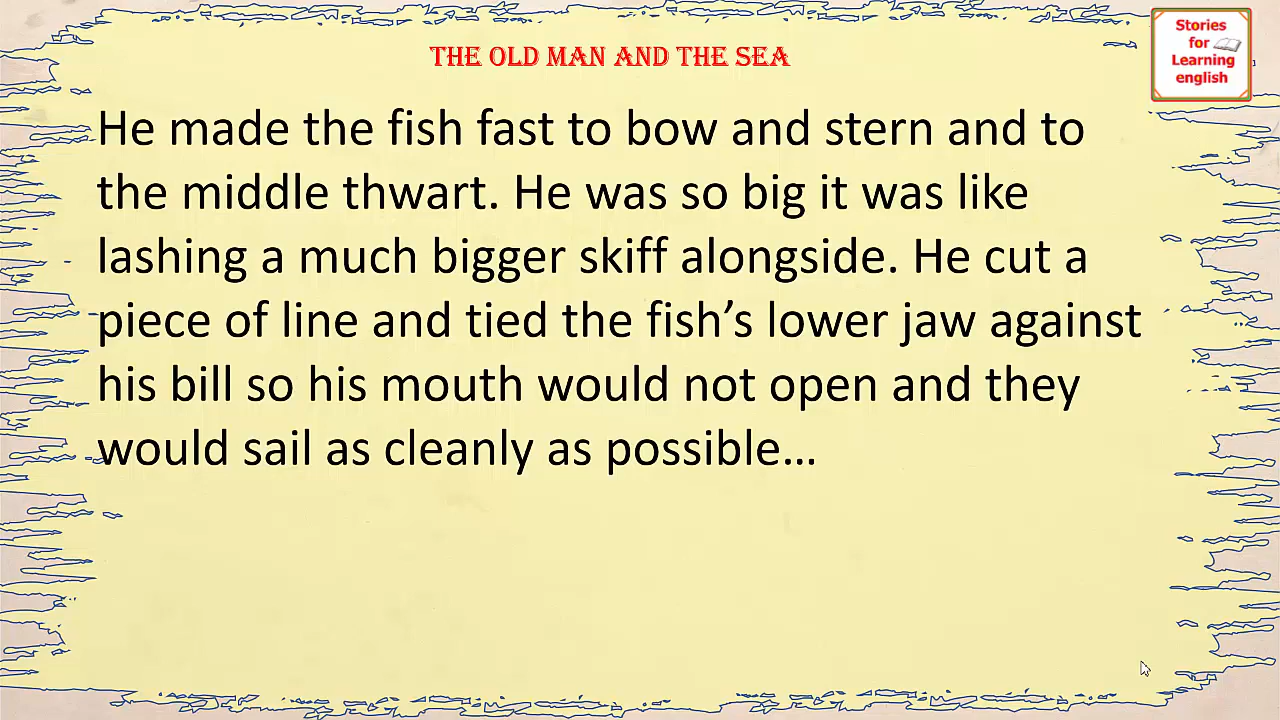 THE OLD MAN AND THE SEA
Stories
for
Learning
english
He made the fish fast to bow and stern and to
the middle thwart. He was so big it was like
lashing a much bigger skiff alongside. He cut a
piece of line and tied the fish’s lower jaw against
his bill so his mouth would not open and they
would sail as cleanly as possible…